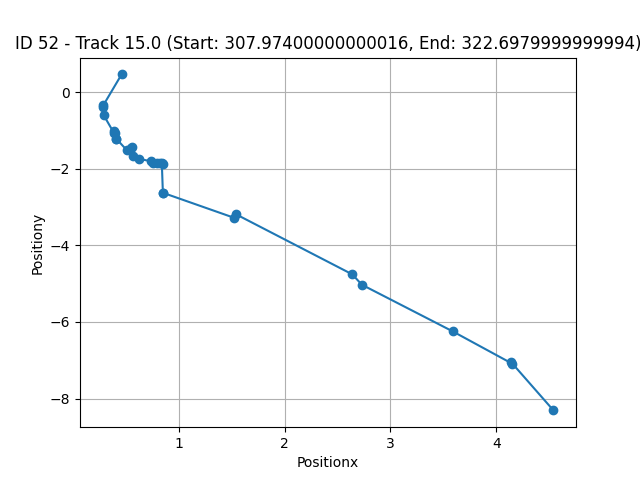 ID 52 - Track 15.0 (Start: 307.97400000000016, End: 322.6979999999994)
0
−2
−4
−6
−8
Positiony
1 2 3 4
Positionx